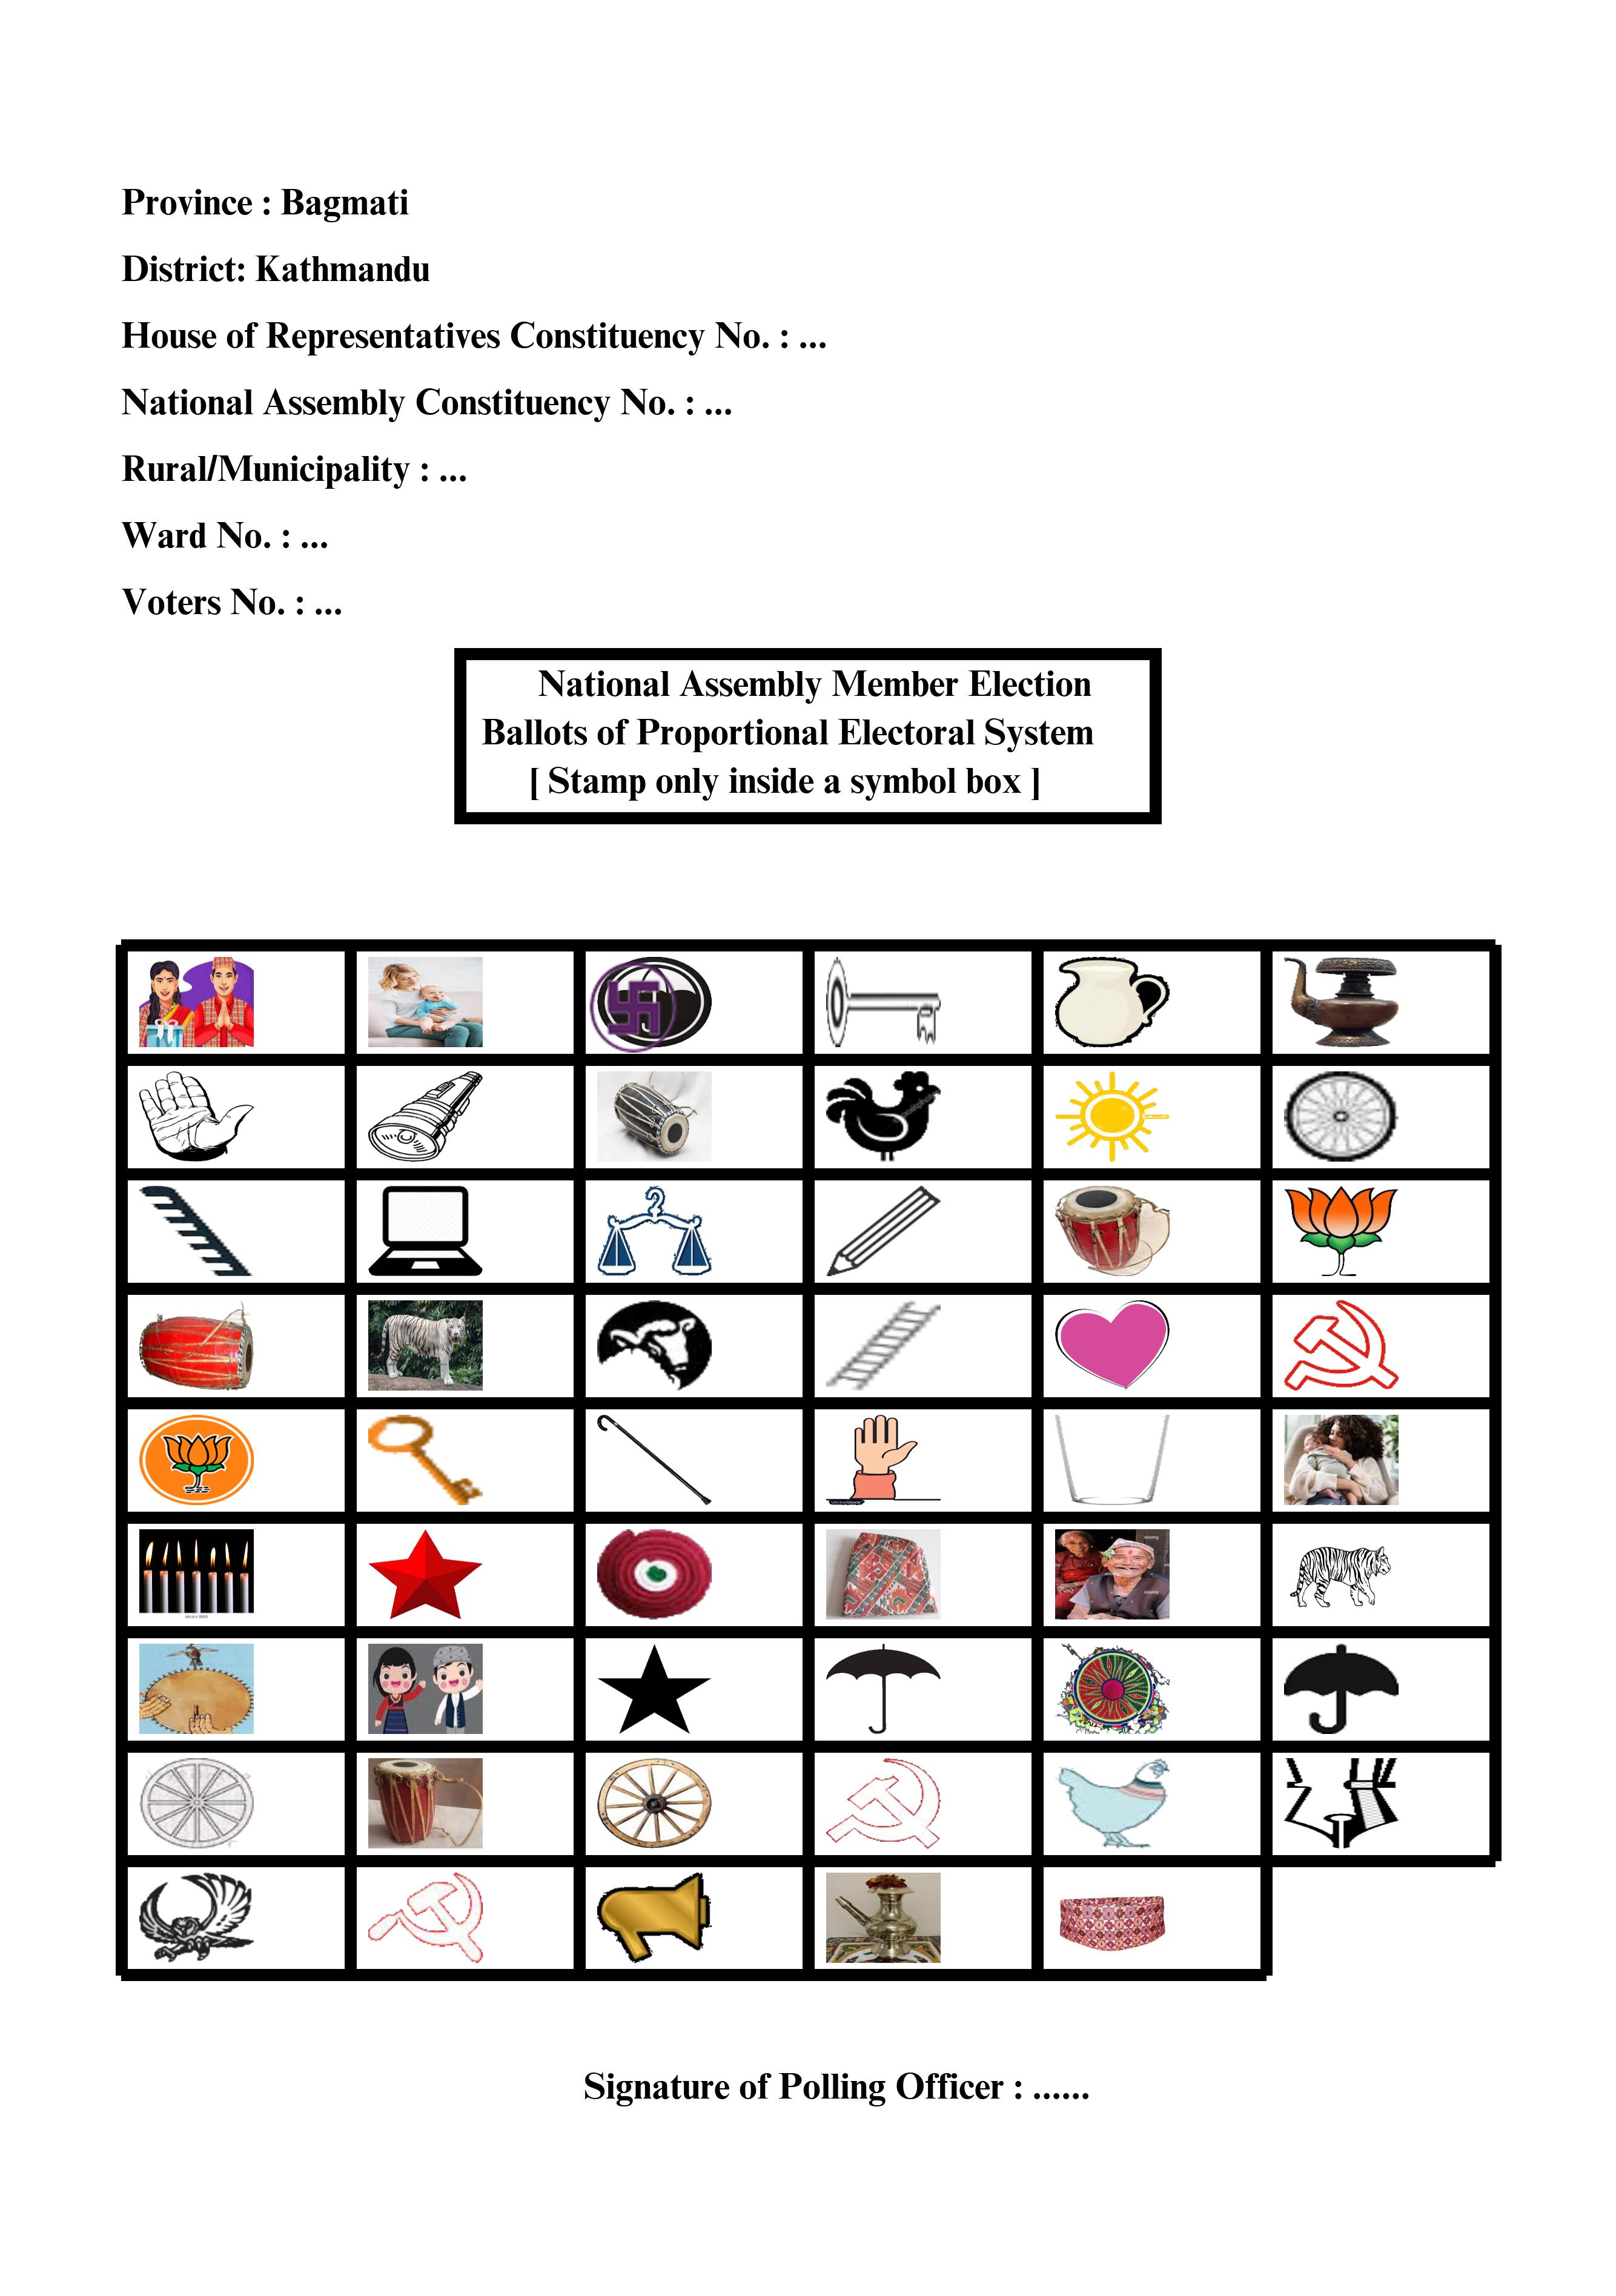 Province : Bagmati
District: Kathmandu
House of Representatives Constituency No. : ...
National Assembly Constituency No. : ...
Rural/Municipality : ...
Ward No. : ...
Voters No. : ...
National Assembly Member Election
Ballots of Proportional Electoral System
[ Stamp only inside a symbol box ]
Signature of Polling Officer : ......